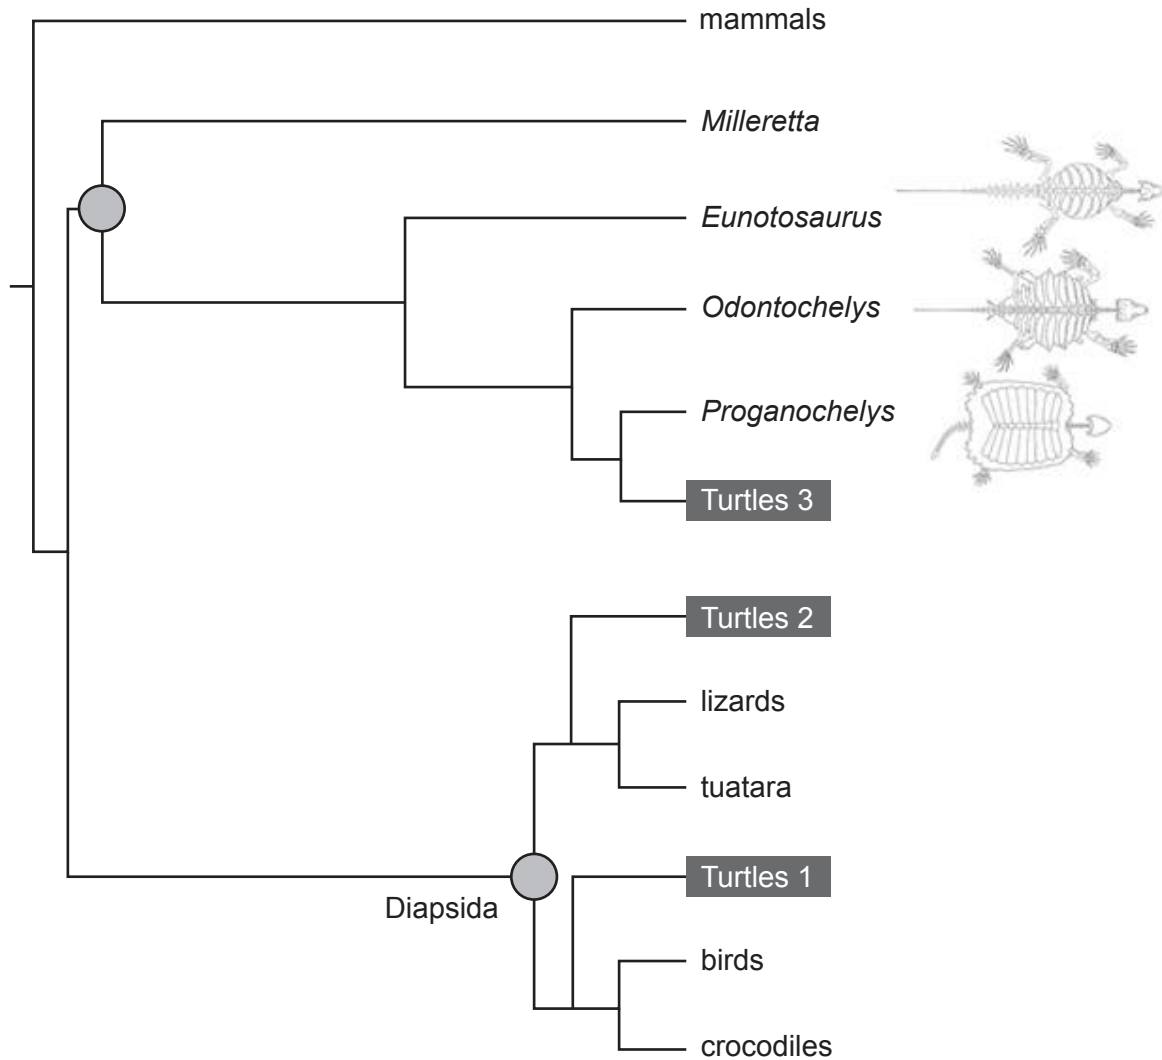 mammals
Milleretta
Eunotosaurus
Odontochelys
Proganochelys
Turtles 3
Turtles 2
lizards
tuatara
Turtles 1
Diapsida
birds
crocodiles